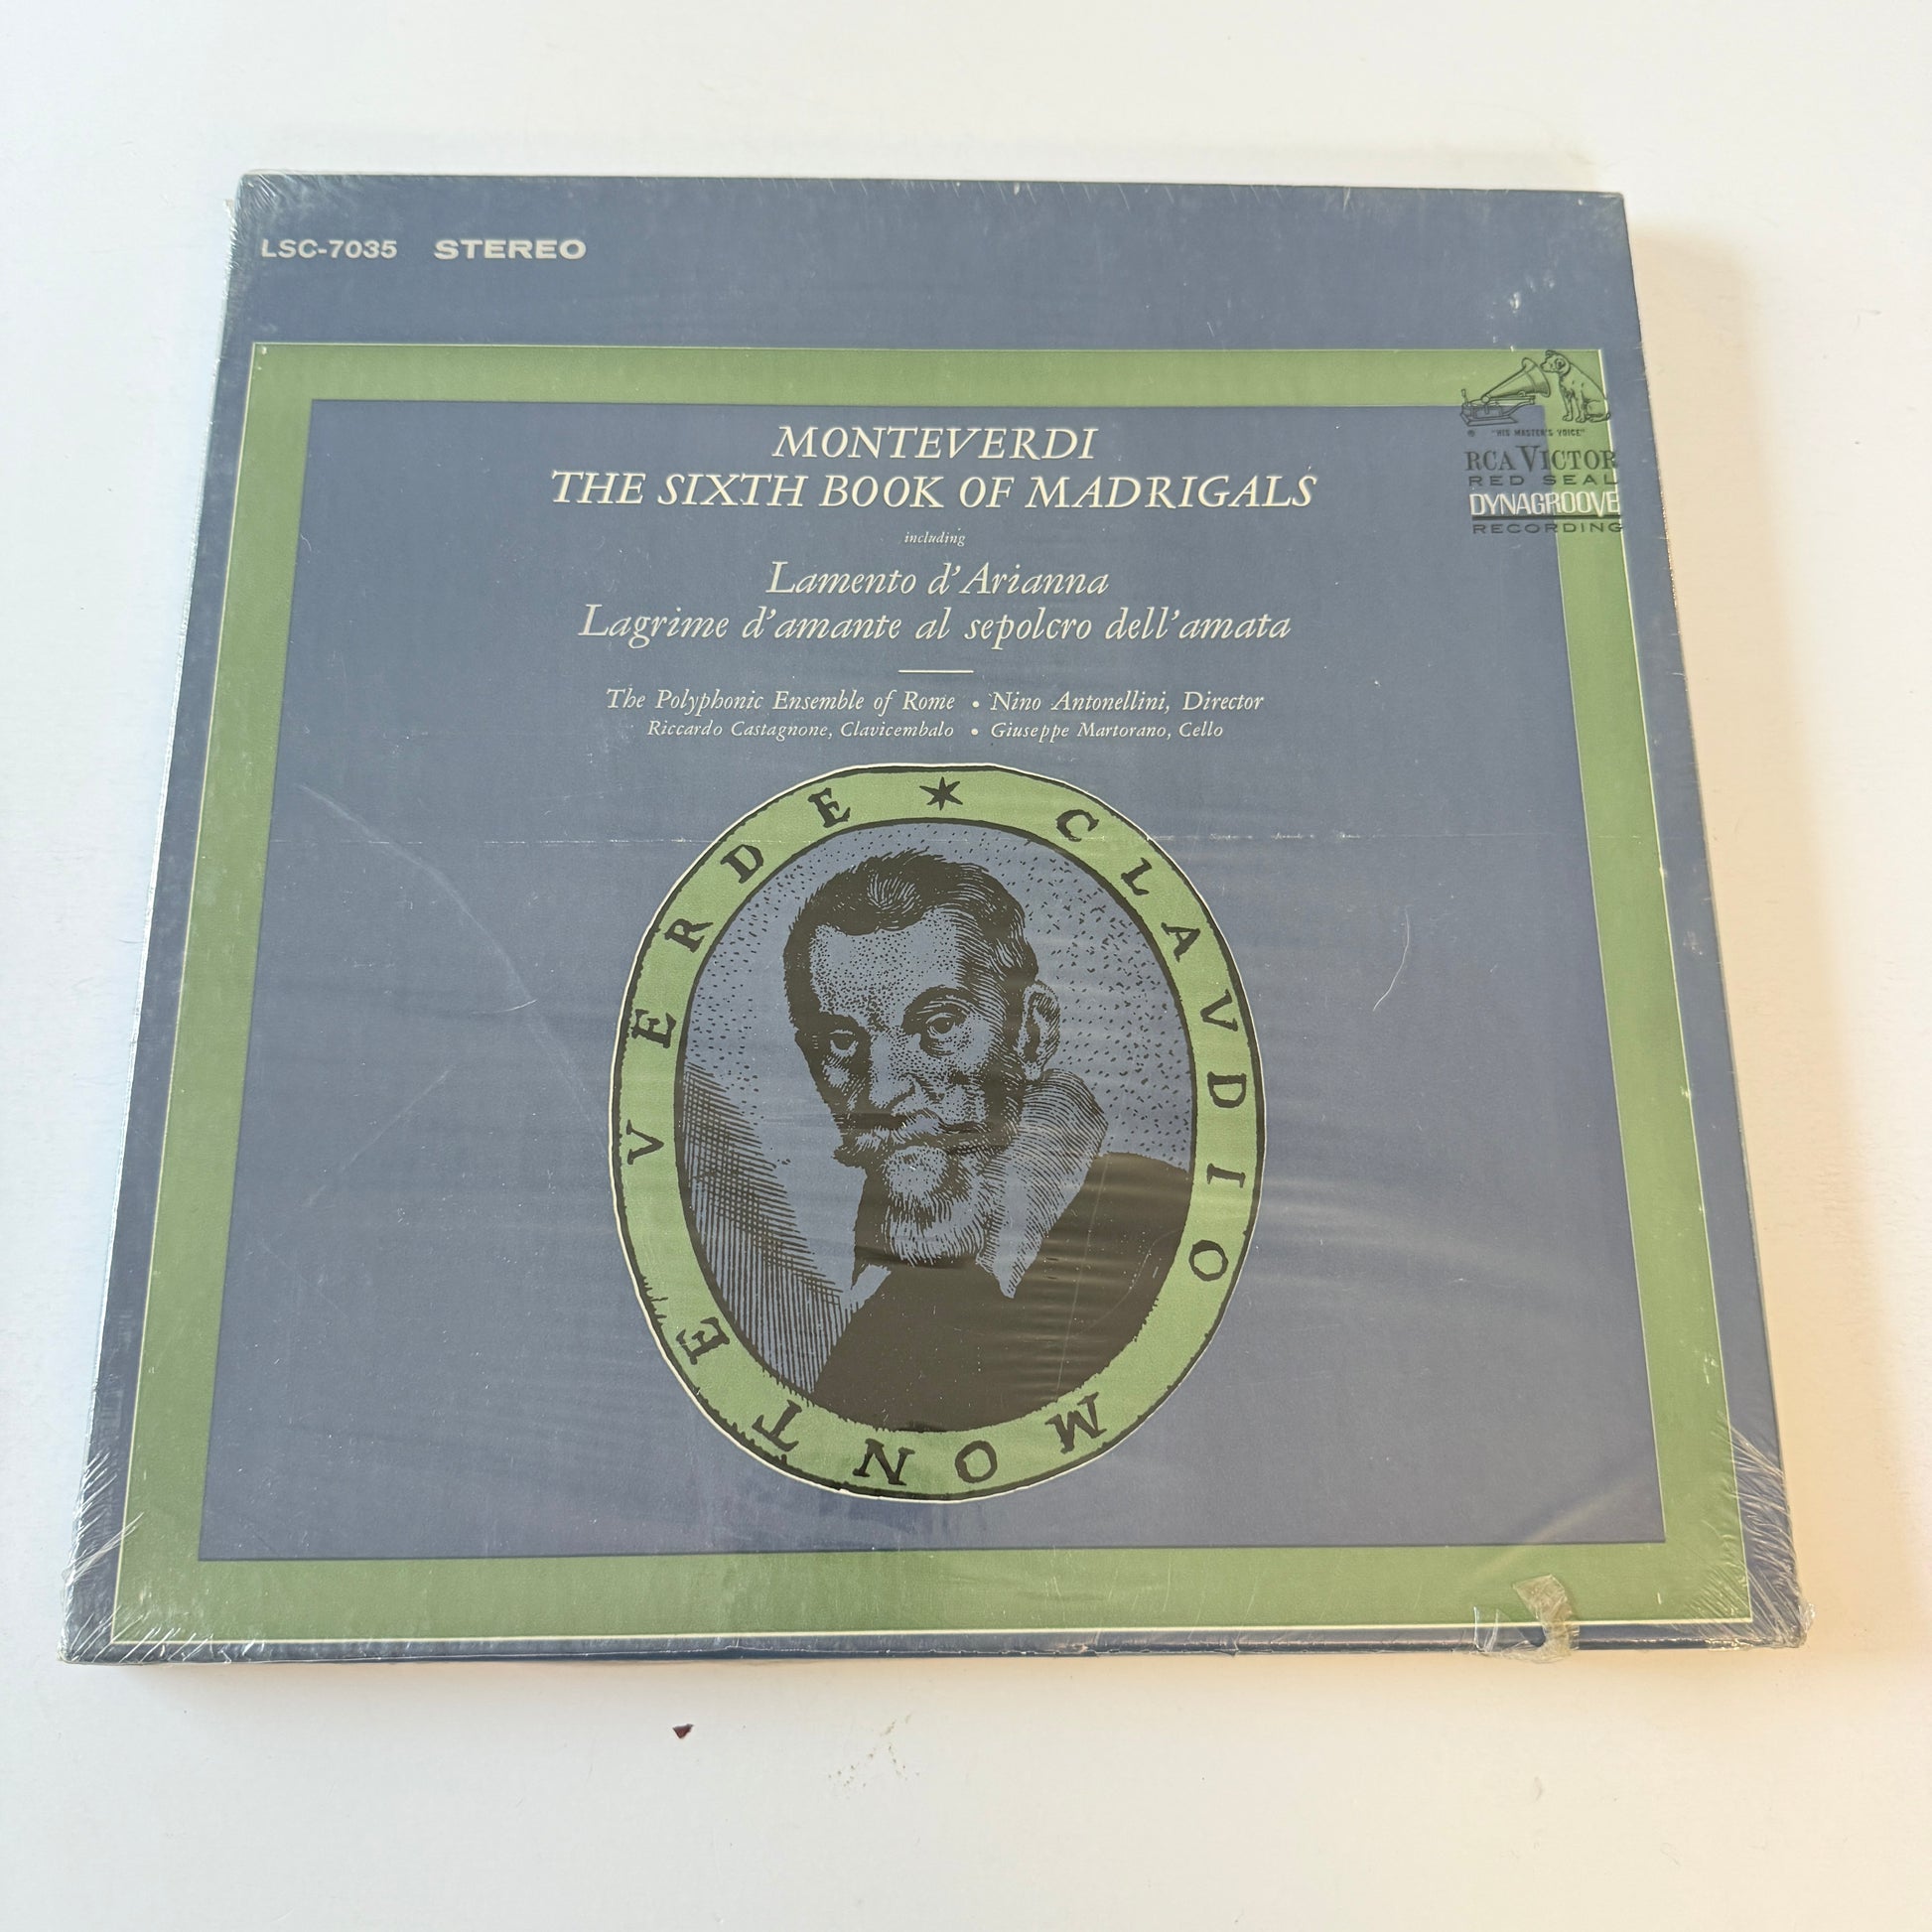 LSC-7035 STEREO
"HIS MASTER'S VOICE"
RCA VICTOR
RED SEAL
DYNAGROOVE
RECORDING
MONTEVERDI
THE SIXTH BOOK OF MADRIGALS
including
Lamento d'Arianna
Lagrime d'amante al sepolcro dell'amata
The Polyphonic Ensemble of Rome • Nino Antonellini, Director
Riccardo Castagnone, Clavicembalo • Giuseppe Martorano, Cello
CLAVDIO MONTEVERDE